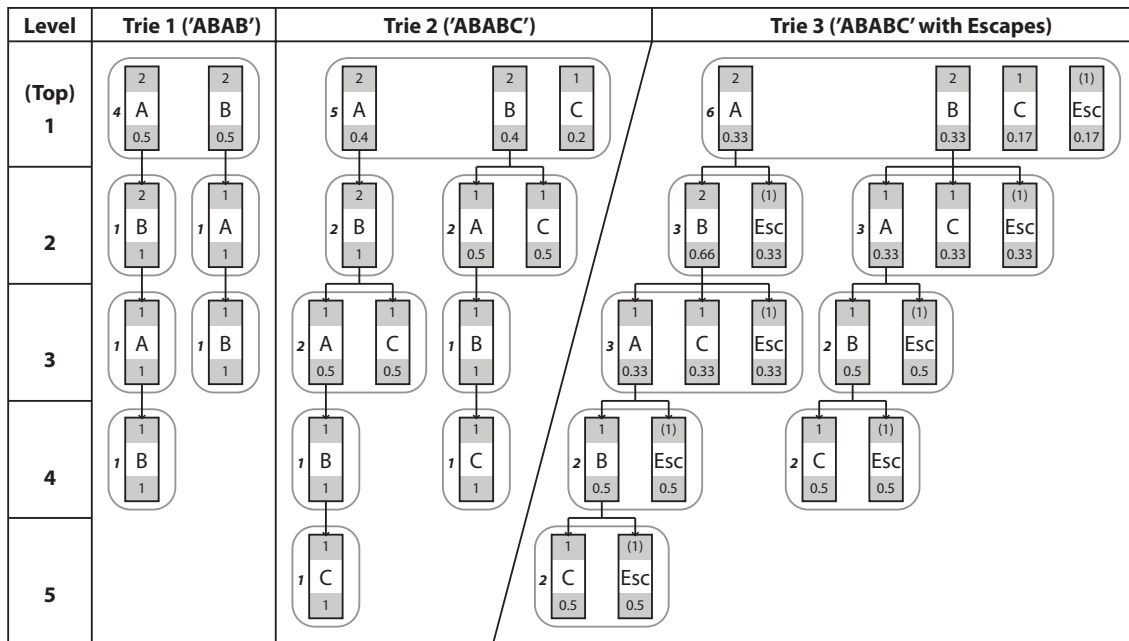 Level Trie 1 ('ABAB') Trie 2 ('ABABC') Trie 3 ('ABABC' with Escapes)
2 2 2 2 1 2 2 1 (1)
(Top) 1
4 A B 5 A B C 6 A B C Esc
0.5 0.5 0.4 0.4 0.2 0.33 0.33 0.17 0.17
2 1 2 1 1 2 (1) 1 1 (1)
2
1 B 1 A 2 B 2 A C 3 B Esc 3 A C Esc
1 1 1 0.5 0.5 0.66 0.33 0.33 0.33 0.33
1 1 1 1 1 1 1 (1) 1 (1)
3
1 A 1 B 2 A C 1 B 3 A C Esc 2 B Esc
1 1 0.5 0.5 1 0.33 0.33 0.33 0.5 0.5
1 1 1 1 (1) 1 (1)
4
1 B 1 B 1 C 2 B Esc 2 C Esc
1 1 1 0.5 0.5 0.5 0.5
1 1 (1)
5
1 C 2 C Esc
1 0.5 0.5